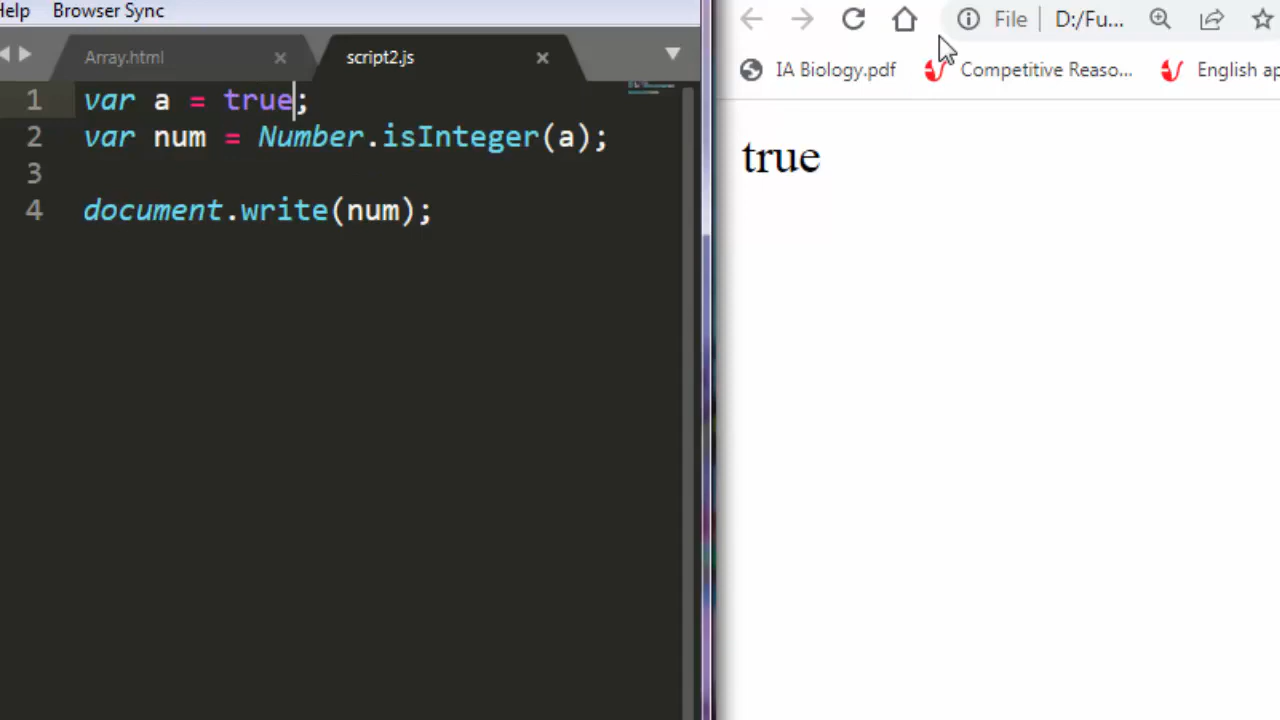 Help Browser Sync
Array.html × script2.js ×
1 var a = true;
2 var num = Number.isInteger(a);
3
4 document.write(num);
File D:/Fu...
IA Biology.pdf Competitive Reaso... English ap
true